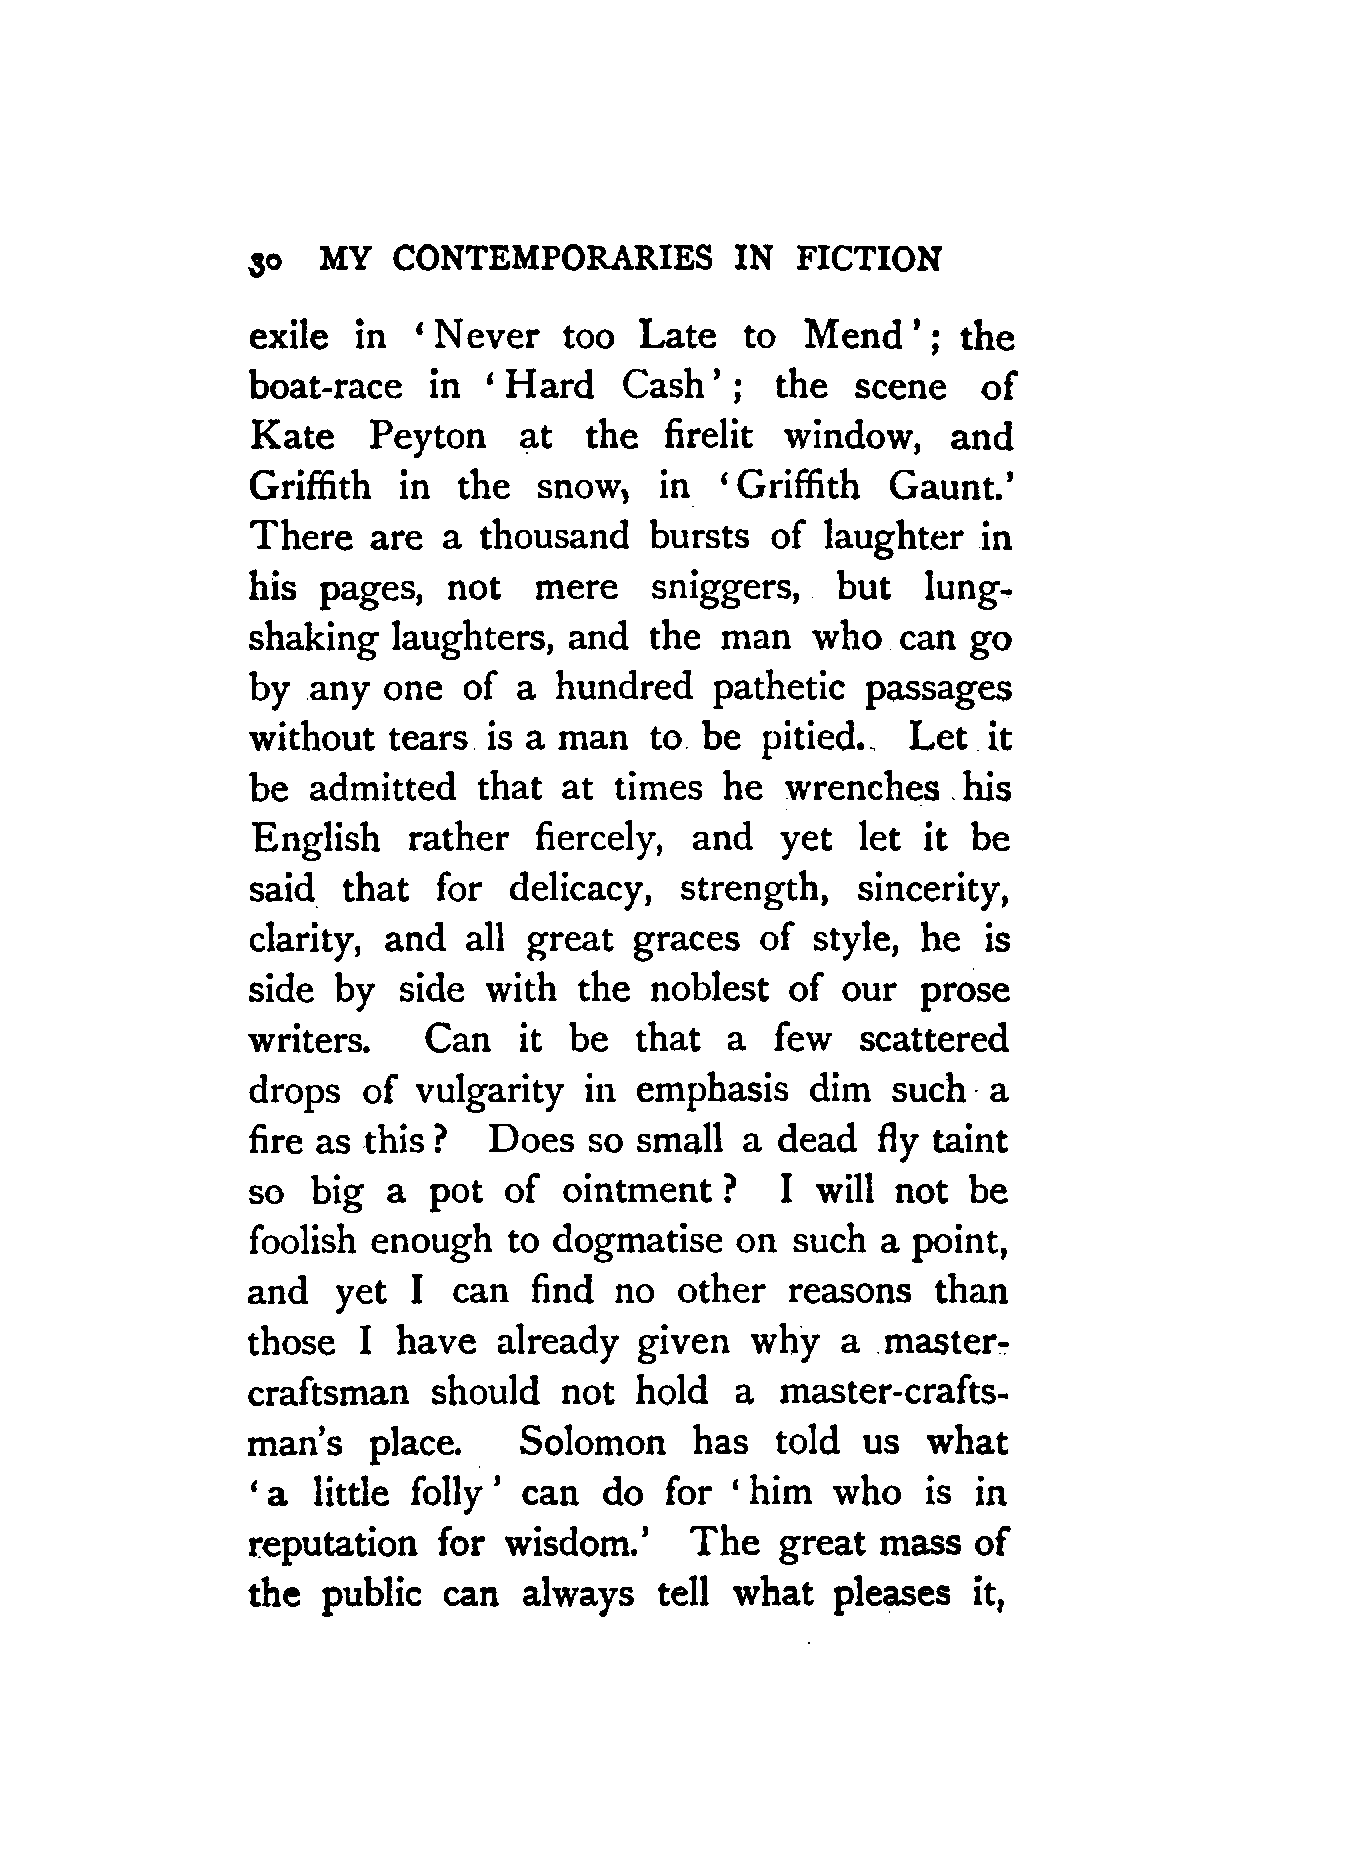 30 MY CONTEMPORARIES IN FICTION
exile in ‘Never too Late to Mend’; the
boat-race in ‘Hard Cash’; the scene of
Kate Peyton at the firelit window, and
Griffith in the snow, in ‘Griffith Gaunt.’
There are a thousand bursts of laughter in
his pages, not mere sniggers, but lung-
shaking laughters, and the man who can go
by any one of a hundred pathetic passages
without tears is a man to be pitied. Let it
be admitted that at times he wrenches his
English rather fiercely, and yet let it be
said that for delicacy, strength, sincerity,
clarity, and all great graces of style, he is
side by side with the noblest of our prose
writers. Can it be that a few scattered
drops of vulgarity in emphasis dim such a
fire as this? Does so small a dead fly taint
so big a pot of ointment? I will not be
foolish enough to dogmatise on such a point,
and yet I can find no other reasons than
those I have already given why a master-
craftsman should not hold a master-crafts-
man’s place. Solomon has told us what
‘a little folly’ can do for ‘him who is in
reputation for wisdom.’ The great mass of
the public can always tell what pleases it,